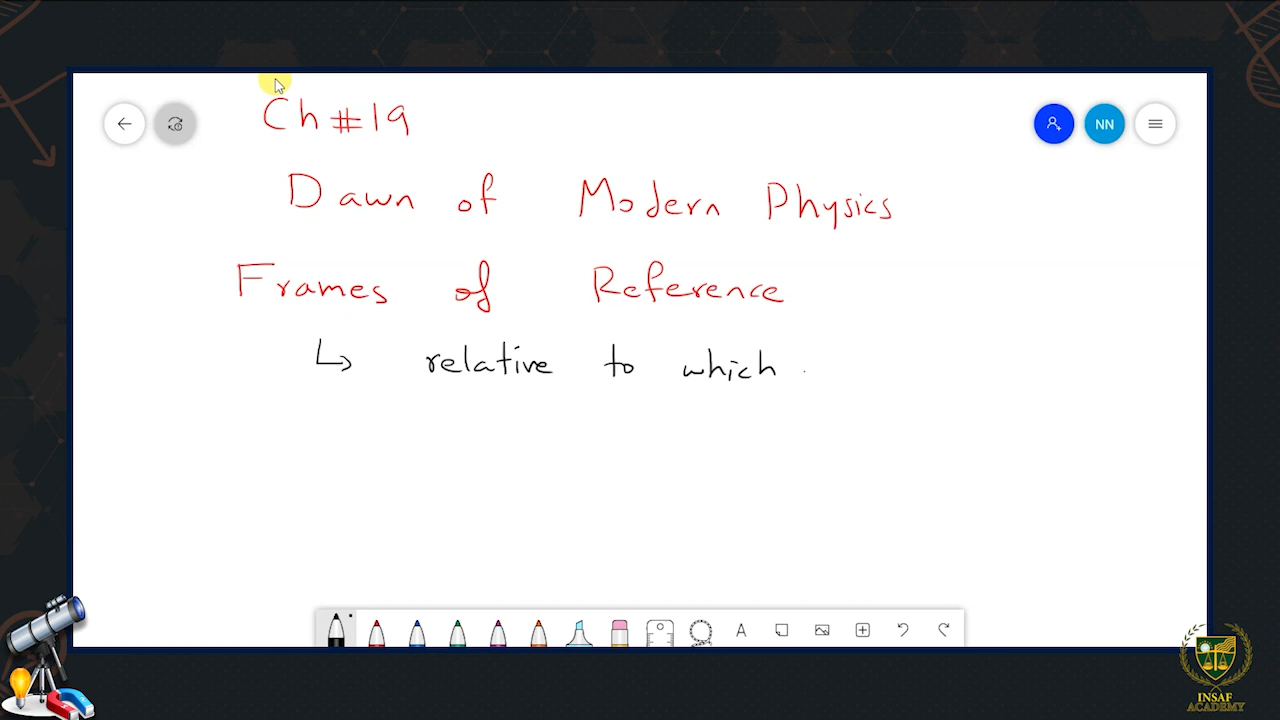 Ch #19
NN
Dawn of Modern Physics
Frames of Reference
↳ relative to which
A
INSAF
ACADEMY